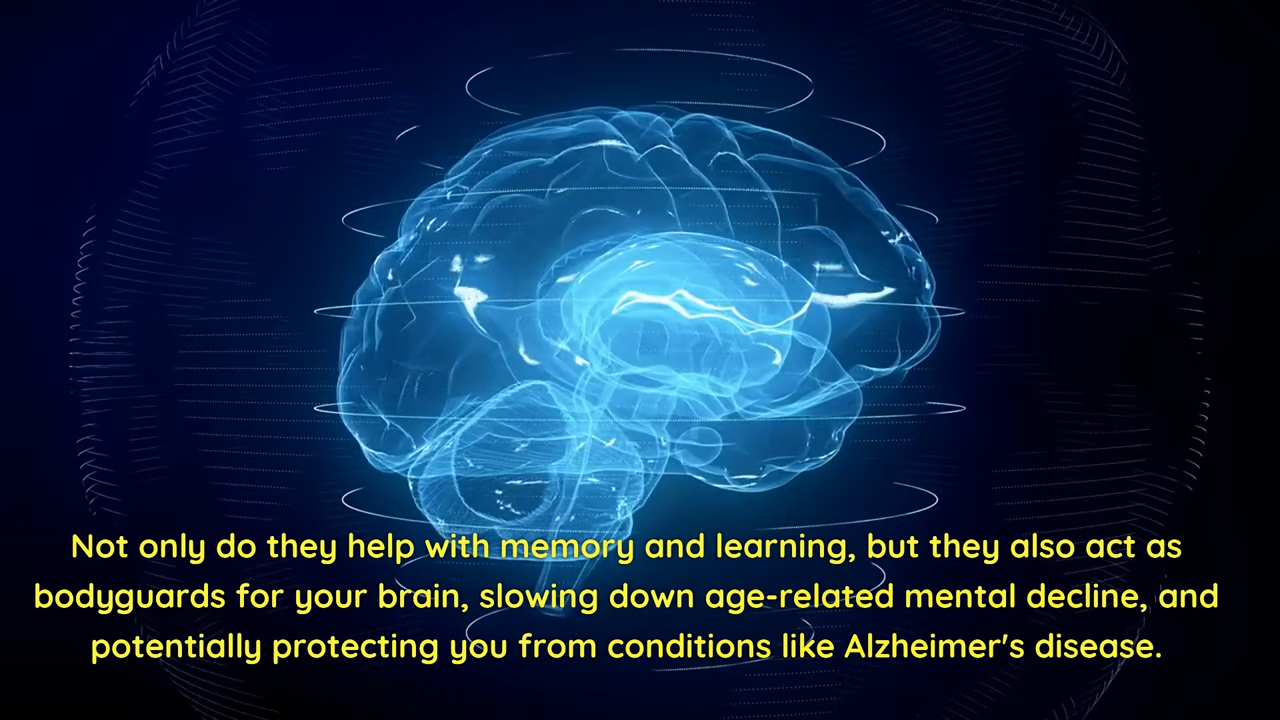 Not only do they help with memory and learning, but they also act as
bodyguards for your brain, slowing down age-related mental decline, and
potentially protecting you from conditions like Alzheimer's disease.